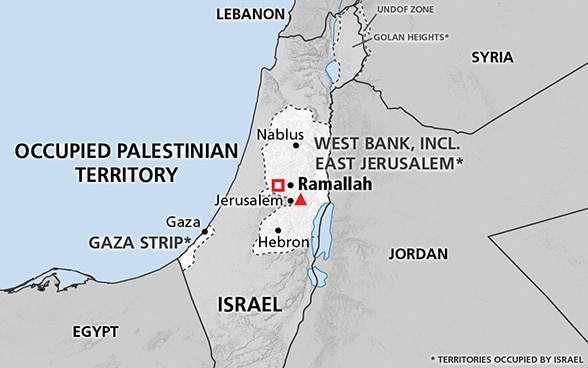 LEBANON
UNDOF ZONE
GOLAN HEIGHTS*
SYRIA
Nablus
WEST BANK, INCL.
EAST JERUSALEM*
OCCUPIED PALESTINIAN
TERRITORY
Ramallah
Jerusalem
Gaza
GAZA STRIP*
Hebron
JORDAN
ISRAEL
EGYPT
* TERRITORIES OCCUPIED BY ISRAEL